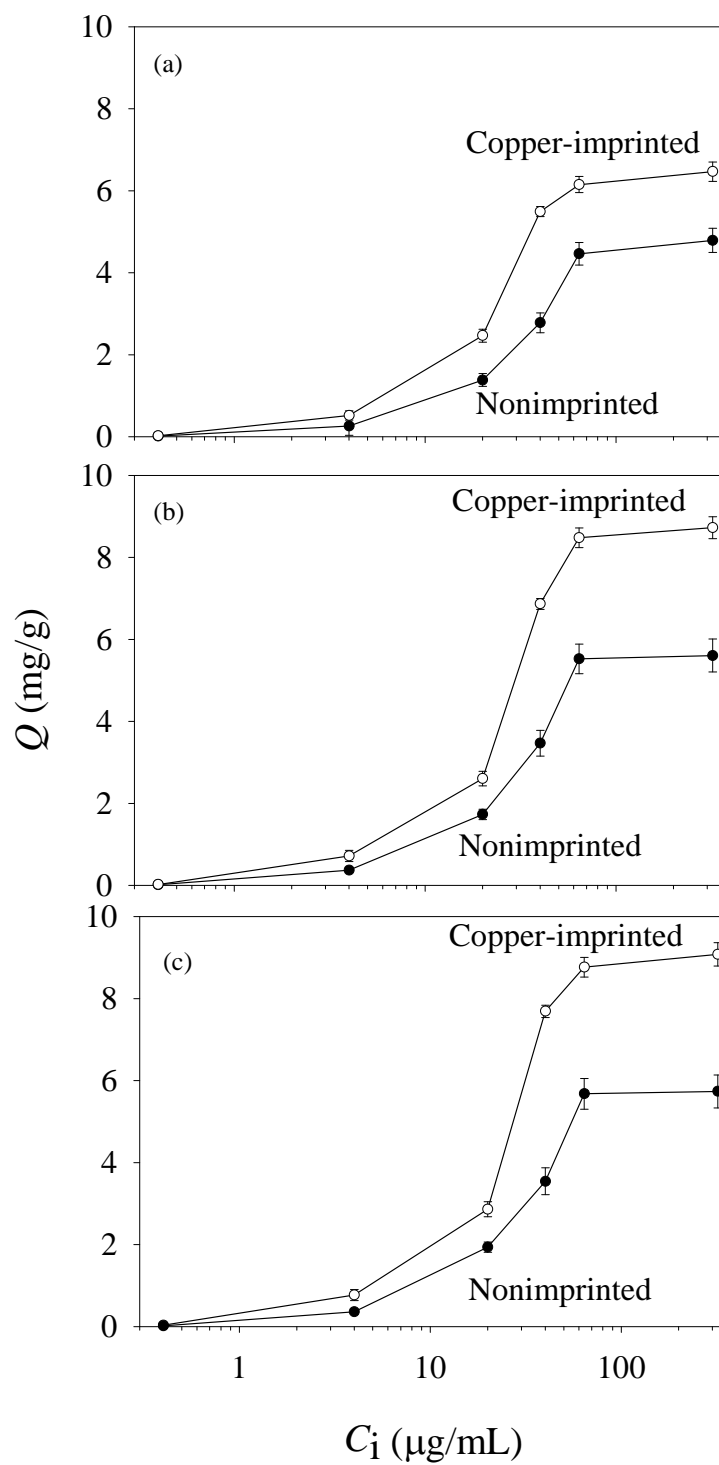 10
(a)
8
Copper-imprinted
6
4
2
Nonimprinted
0
10
(b)
Copper-imprinted
8
6
4
2
Nonimprinted
0
Q (mg/g)
10
(c)
Copper-imprinted
8
6
4
2
Nonimprinted
0
1 10 100
Ci (μg/mL)